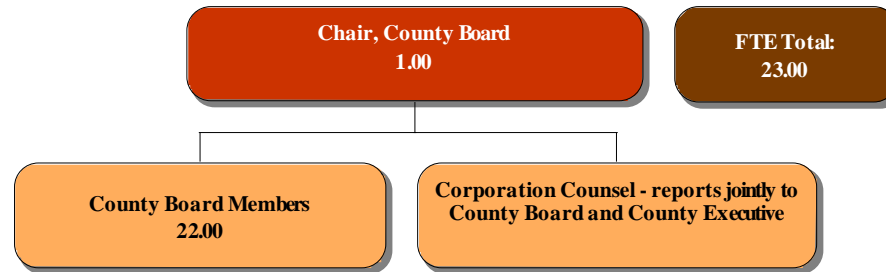 Chair, County Board
1.00
FTE Total:
23.00
County Board Members
22.00
Corporation Counsel - reports jointly to
County Board and County Executive